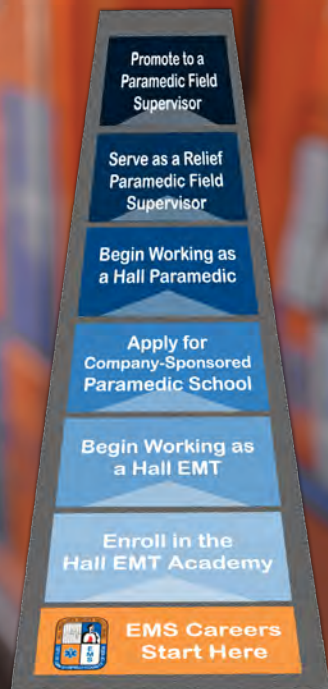 Promote to a
Paramedic Field
Supervisor
Serve as a Relief
Paramedic Field
Supervisor
Begin Working as
a Hall Paramedic
Apply for
Company-Sponsored
Paramedic School
Begin Working as
a Hall EMT
Enroll in the
Hall EMT Academy
EMS
EMS Careers
Start Here